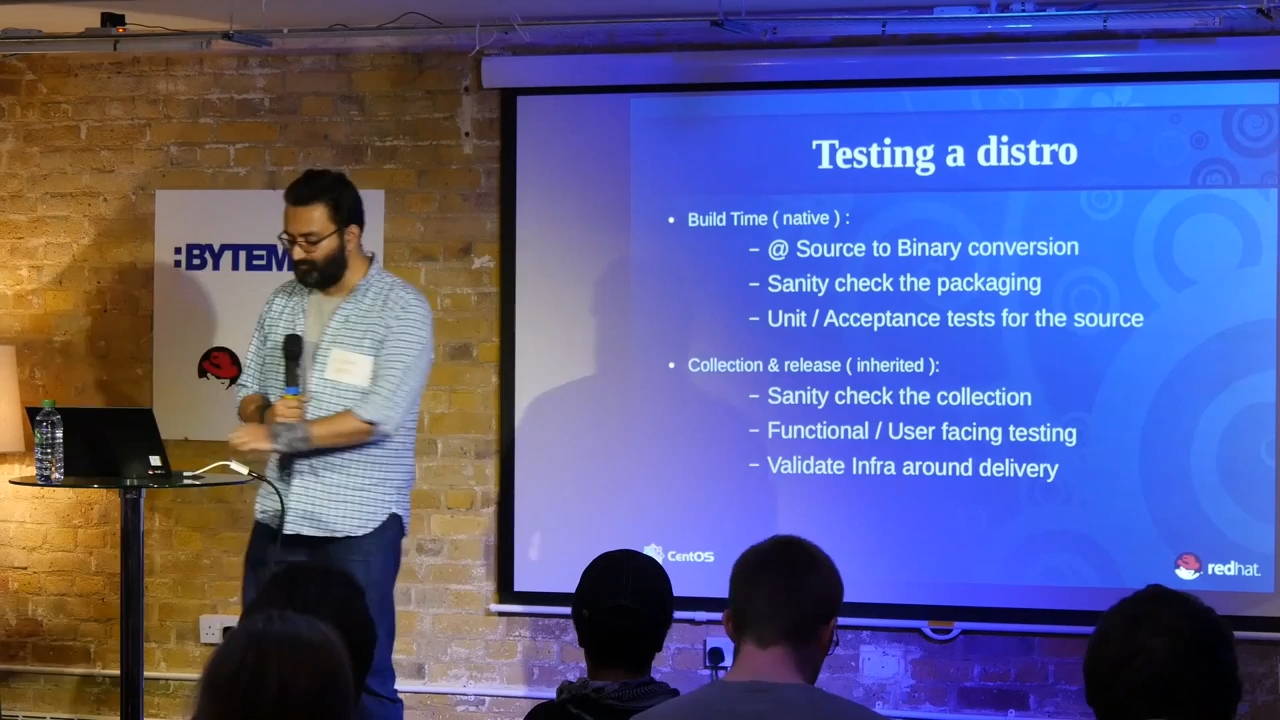 Testing a distro
• Build Time ( native ) :
– @ Source to Binary conversion
– Sanity check the packaging
– Unit / Acceptance tests for the source
• Collection & release ( inherited ):
– Sanity check the collection
– Functional / User facing testing
– Validate Infra around delivery
CentOS
redhat.
:BYTEM